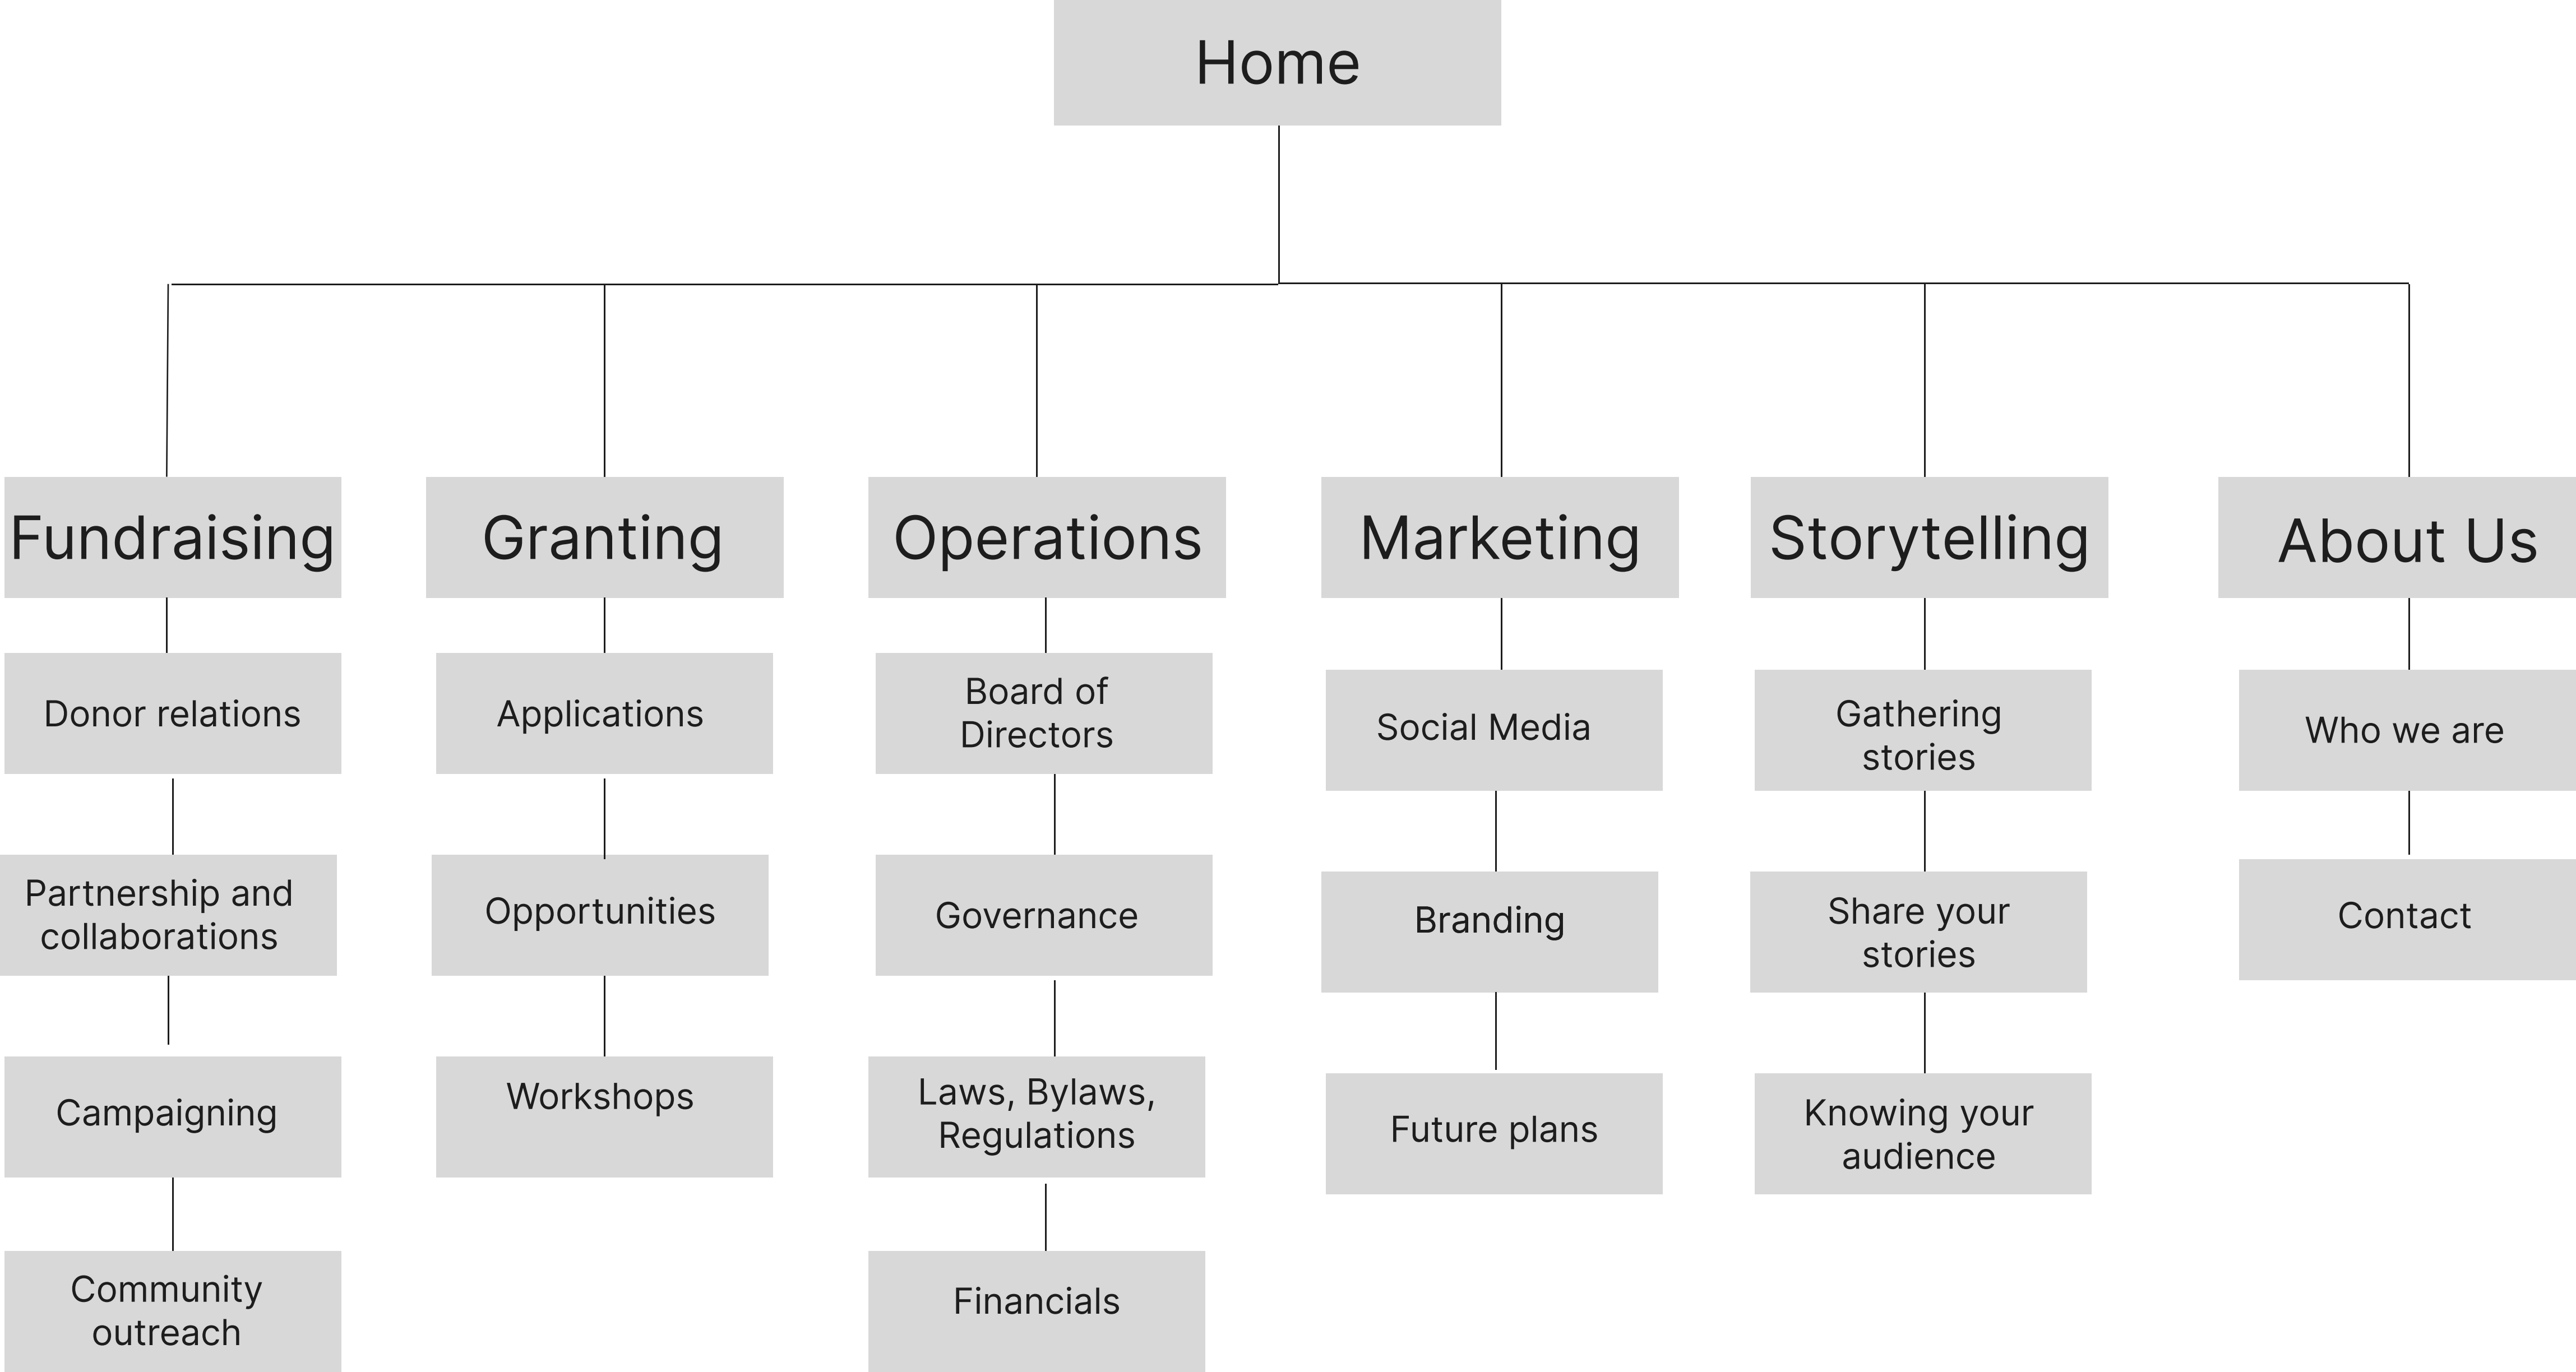 Home
Fundraising
Granting
Operations
Marketing
Storytelling
About Us
Donor relations
Partnership and
collaborations
Campaigning
Community
outreach
Applications
Opportunities
Workshops
Board of
Directors
Governance
Laws, Bylaws,
Regulations
Financials
Social Media
Branding
Future plans
Gathering
stories
Share your
stories
Knowing your
audience
Who we are
Contact